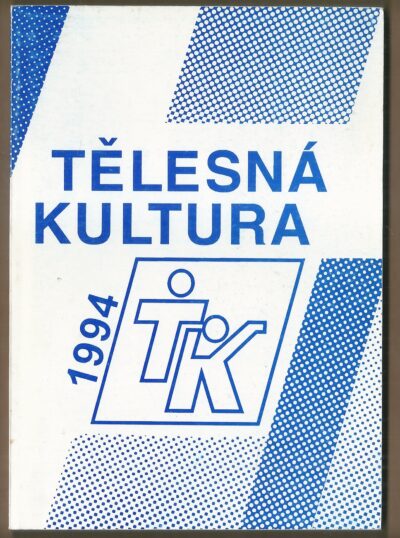 TĚLESNÁ
KULTURA
1994
TK